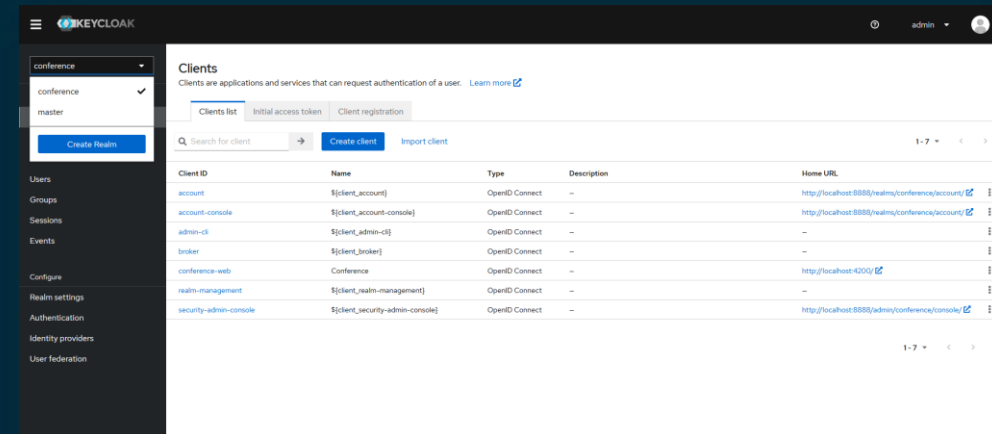 KEYCLOAK
admin
conference
conference
master
Create Realm
Users
Groups
Sessions
Events
Configure
Realm settings
Authentication
Identity providers
User federation
Clients
Clients are applications and services that can request authentication of a user. Learn more
Clients list Initial access token Client registration
Search for client Create client Import client 1-7
Client ID Name Type Description Home URL
account ${client_account} OpenID Connect – http://localhost:8888/realms/conference/account/
account-console ${client_account-console} OpenID Connect – http://localhost:8888/realms/conference/account/
admin-cli ${client_admin-cli} OpenID Connect – –
broker ${client_broker} OpenID Connect – –
conference-web Conference OpenID Connect – http://localhost:4200/
realm-management ${client_realm-management} OpenID Connect – –
security-admin-console ${client_security-admin-console} OpenID Connect – http://localhost:8888/admin/conference/console/
1-7